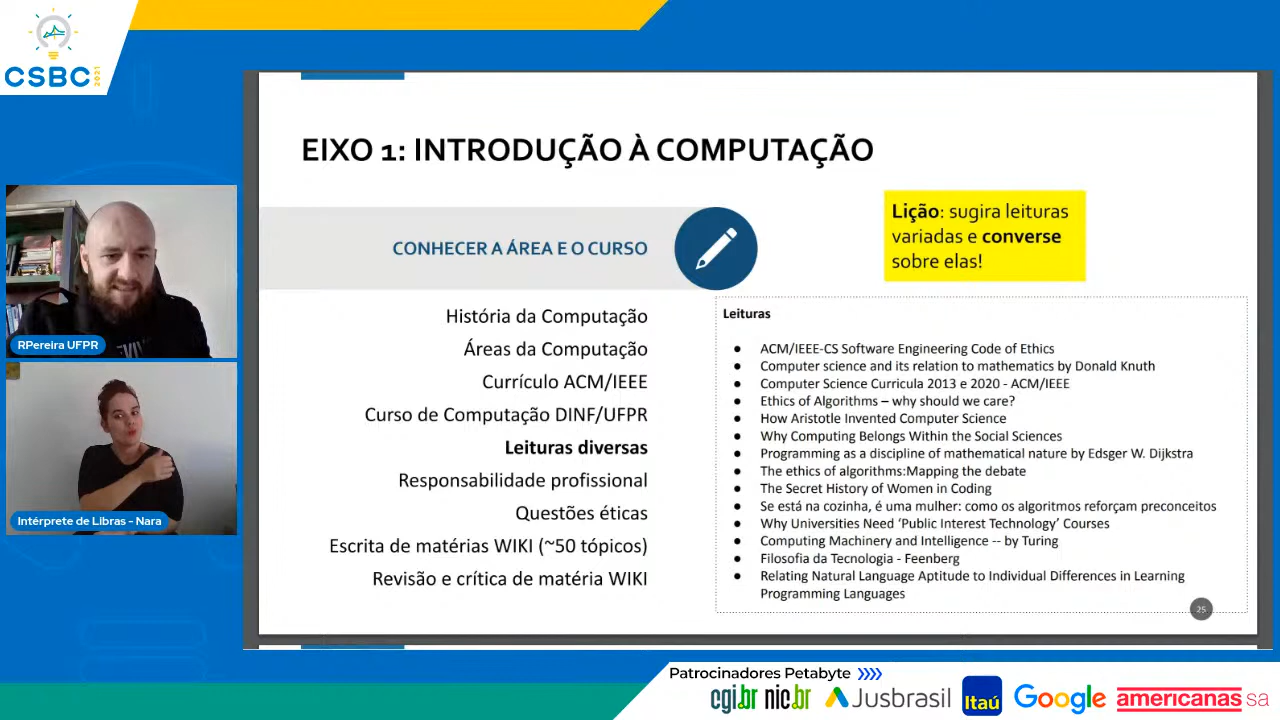 CSBC 2021
EIXO 1: INTRODUÇÃO À COMPUTAÇÃO
Lição: sugira leituras
variadas e converse
sobre elas!
CONHECER A ÁREA E O CURSO
História da Computação
Áreas da Computação
Currículo ACM/IEEE
Curso de Computação DINF/UFPR
Leituras diversas
Responsabilidade profissional
Questões éticas
Escrita de matérias WIKI (~50 tópicos)
Revisão e crítica de matéria WIKI
Leituras
● ACM/IEEE-CS Software Engineering Code of Ethics
● Computer science and its relation to mathematics by Donald Knuth
● Computer Science Curricula 2013 e 2020 - ACM/IEEE
● Ethics of Algorithms – why should we care?
● How Aristotle Invented Computer Science
● Why Computing Belongs Within the Social Sciences
● Programming as a discipline of mathematical nature by Edsger W. Dijkstra
● The ethics of algorithms:Mapping the debate
● The Secret History of Women in Coding
● Se está na cozinha, é uma mulher: como os algoritmos reforçam preconceitos
● Why Universities Need ‘Public Interest Technology’ Courses
● Computing Machinery and Intelligence -- by Turing
● Filosofia da Tecnologia - Feenberg
● Relating Natural Language Aptitude to Individual Differences in Learning
Programming Languages
25
RPereira UFPR
Intérprete de Libras - Nara
Patrocinadores Petabyte
cgi.br nic.br Jusbrasil Itaú Google americanas sa